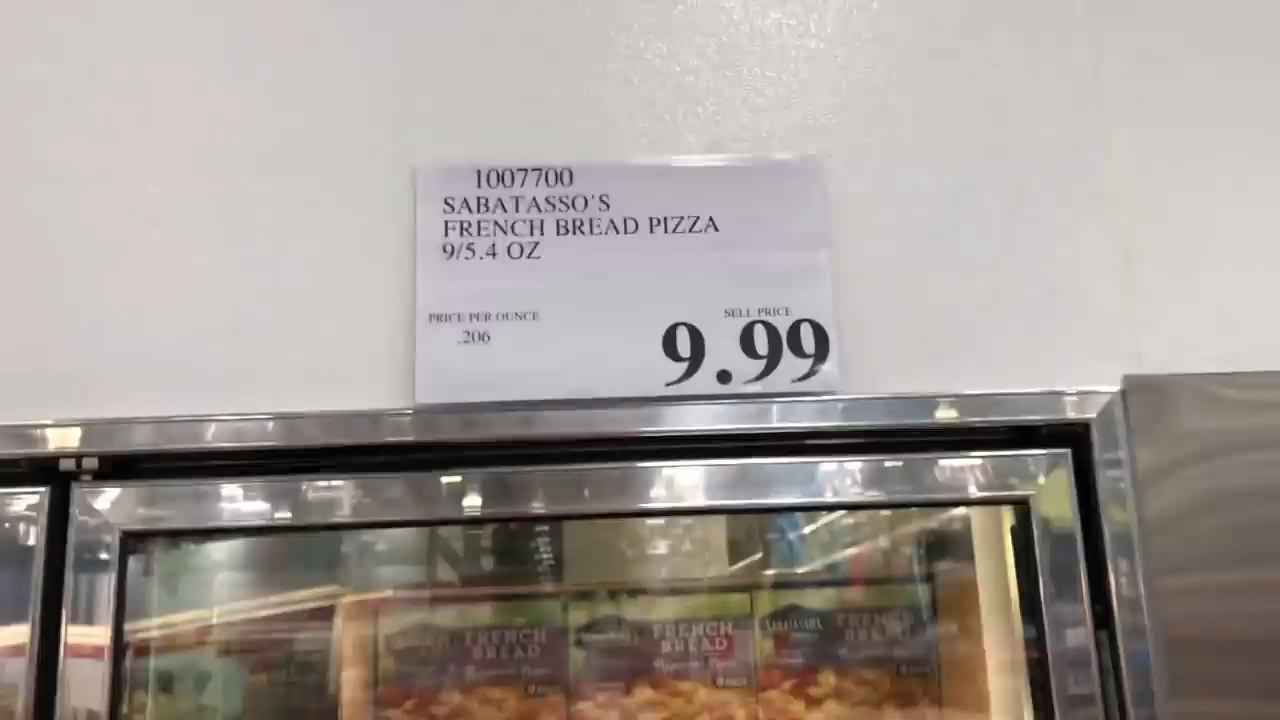 1007700
SABATASSO'S
FRENCH BREAD PIZZA
9/5.4 OZ
PRICE PER OUNCE
.206
SELL PRICE
9.99
FRENCH
BREAD
FRENCH
BREAD
SABATASSO'S
FRENCH
BREAD